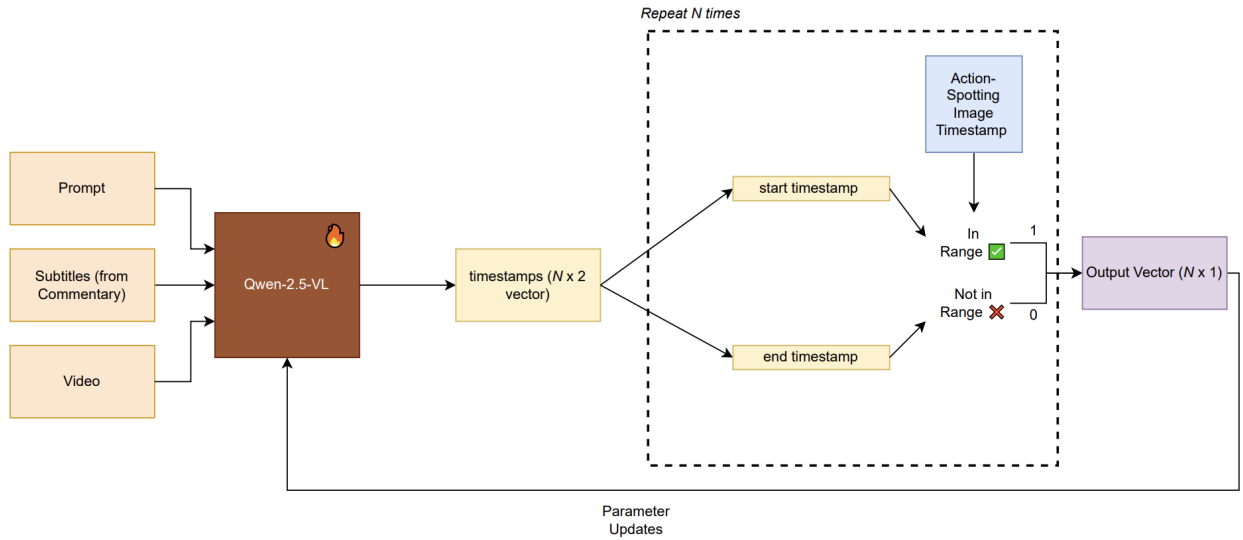 Repeat N times
Action-
Spotting
Image
Timestamp
Prompt
Subtitles (from
Commentary)
Video
Qwen-2.5-VL
timestamps (N x 2
vector)
start timestamp
end timestamp
In
Range
1
Not in
Range
0
Output Vector (N x 1)
Parameter
Updates